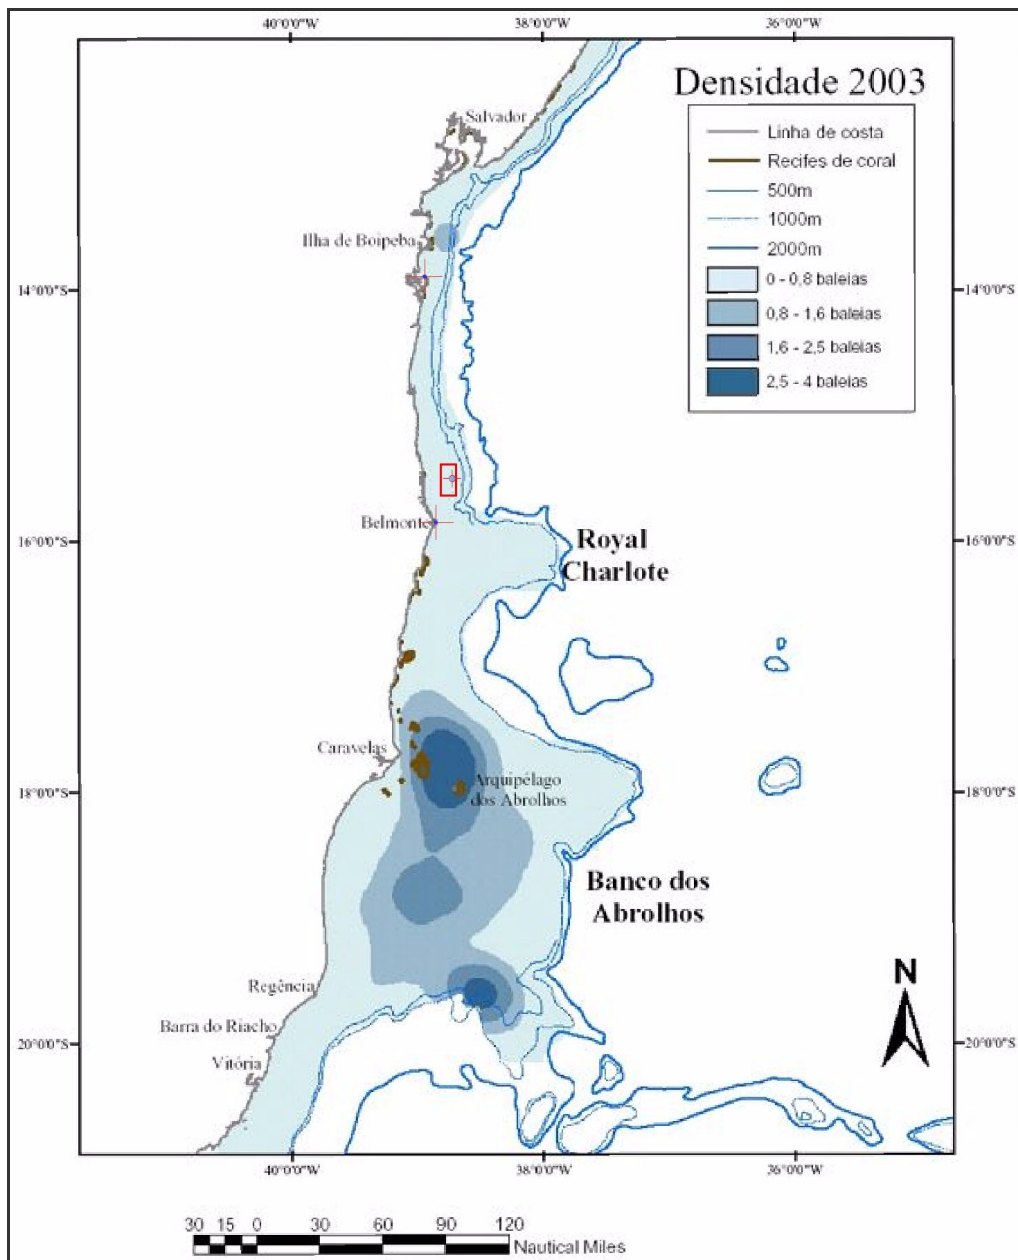 40°0'0"W 38°0'0"W 36°0'0"W
Densidade 2003
Linha de costa
Recifes de coral
500m
1000m
2000m
0 - 0,8 baleias
0,8 - 1,6 baleias
1,6 - 2,5 baleias
2,5 - 4 baleias
Salvador
Ilha de Boipeba
14°0'0"S 14°0'0"S
Belmonte
16°0'0"S 16°0'0"S
Royal
Charlote
Caravelas
Arquipélago
dos Abrolhos
18°0'0"S 18°0'0"S
Banco dos
Abrolhos
Regência
Barra do Riacho
Vitória
N
20°0'0"S 20°0'0"S
40°0'0"W 38°0'0"W 36°0'0"W
30 15 0 30 60 90 120
Nautical Miles